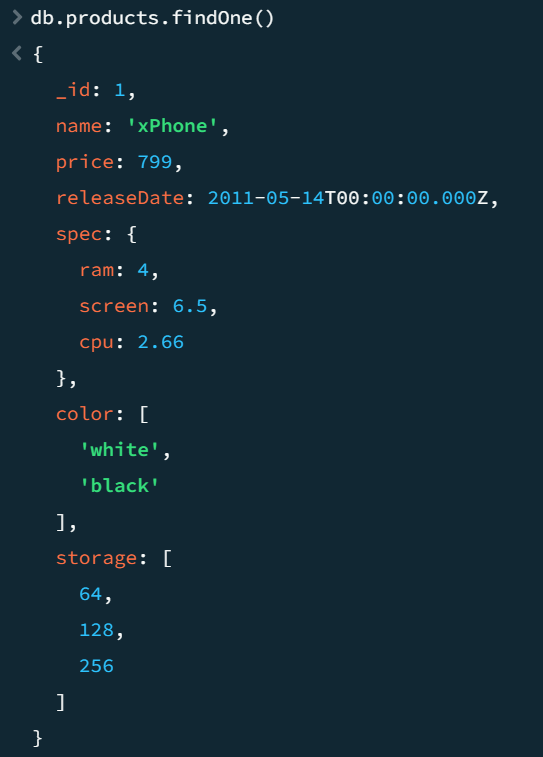 > db.products.findOne()
< {
_id: 1,
name: 'xPhone',
price: 799,
releaseDate: 2011-05-14T00:00:00.000Z,
spec: {
ram: 4,
screen: 6.5,
cpu: 2.66
},
color: [
'white',
'black'
],
storage: [
64,
128,
256
]
}